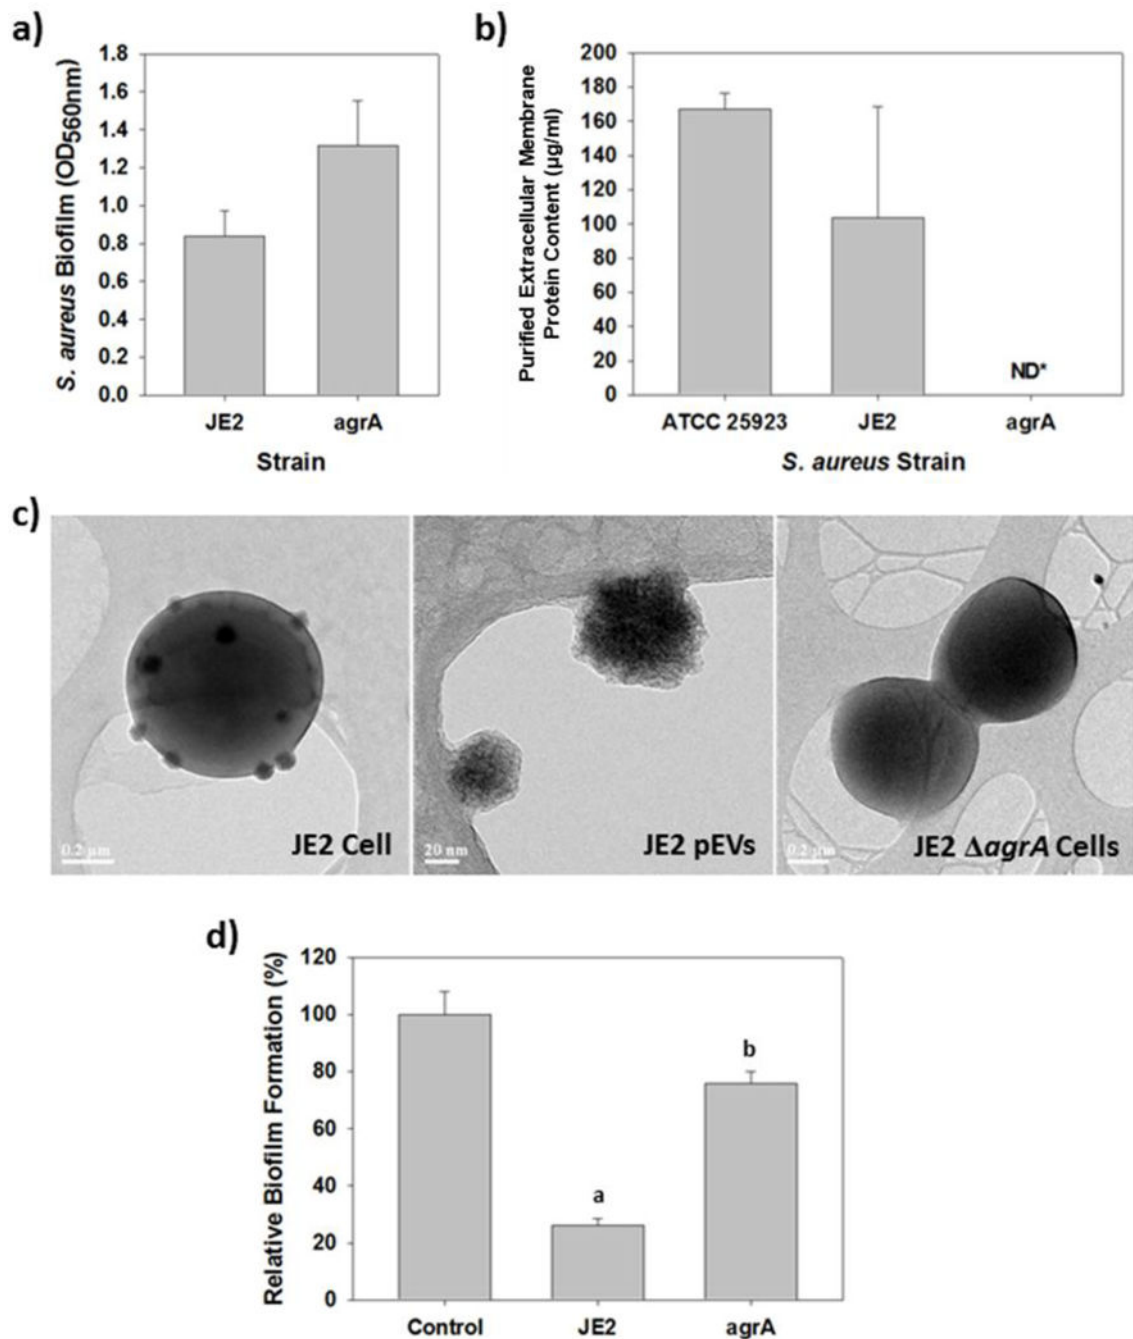 a)
S. aureus Biofilm (OD560nm)
1.8
1.6
1.4
1.2
1.0
0.8
0.6
0.4
0.2
0.0
JE2 agrA
Strain
b)
Purified Extracellular Membrane
Protein Content (µg/ml)
200
180
160
140
120
100
80
60
40
20
0
ND*
ATCC 25923 JE2 agrA
S. aureus Strain
c)
0.2 µm
JE2 Cell
20 nm
JE2 pEVs
0.2 µm
JE2 ΔagrA Cells
d)
Relative Biofilm Formation (%)
120
100
80
60
40
20
0
a
b
Control JE2 agrA